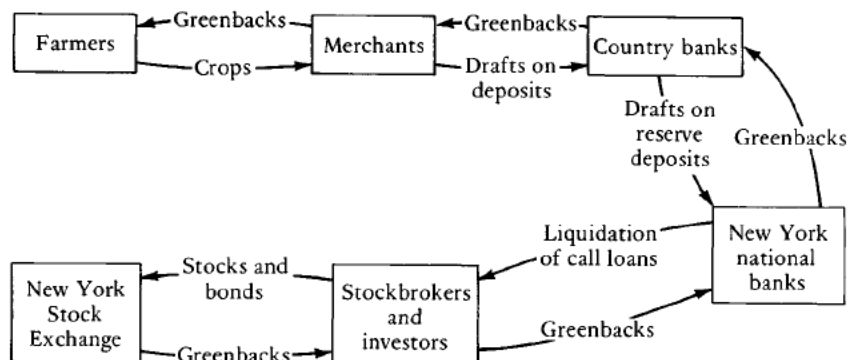 Greenbacks
Greenbacks
Farmers
Merchants
Country banks
Crops
Drafts on
deposits
Drafts on
reserve
deposits
Greenbacks
Liquidation
of call loans
New York
national
banks
Stocks and
bonds
New York
Stock
Exchange
Stockbrokers
and
investors
Greenbacks
Greenbacks